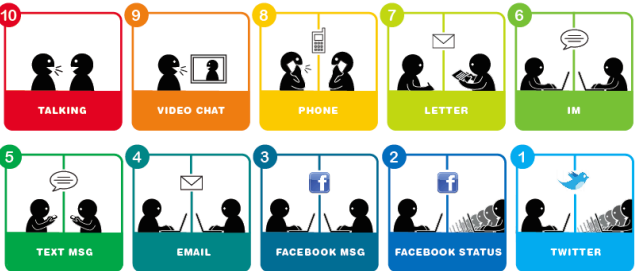 10
TALKING
9
VIDEO CHAT
8
PHONE
7
LETTER
6
IM
5
TEXT MSG
4
EMAIL
3
f
FACEBOOK MSG
2
f
FACEBOOK STATUS
1
TWITTER